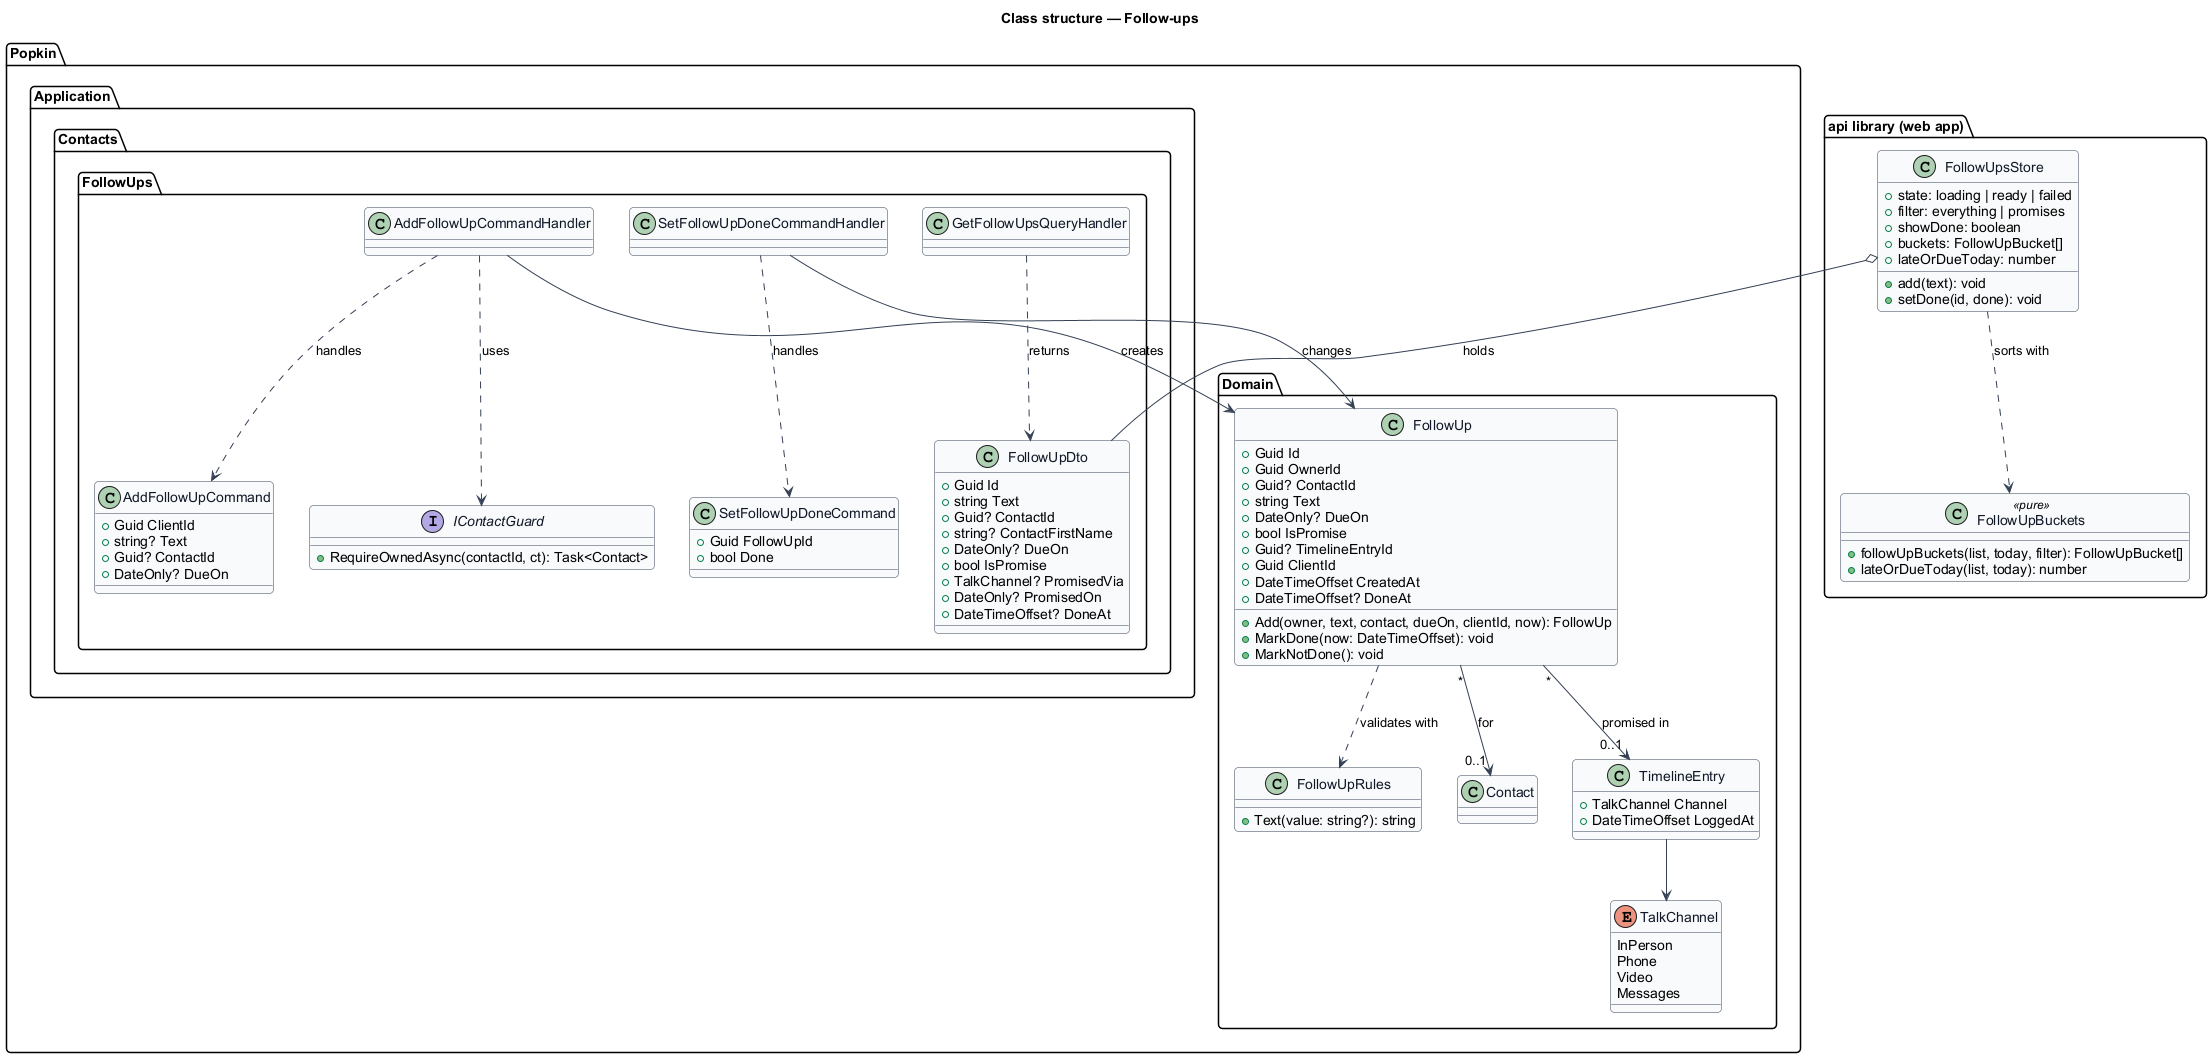 Class structure — Follow-ups
Popkin
Application
Contacts
FollowUps
C AddFollowUpCommandHandler
C SetFollowUpDoneCommandHandler
C GetFollowUpsQueryHandler
handles
uses
handles
returns
creates
changes
holds
C AddFollowUpCommand
Guid ClientId
string? Text
Guid? ContactId
DateOnly? DueOn
I IContactGuard
RequireOwnedAsync(contactId, ct): Task<Contact>
C SetFollowUpDoneCommand
Guid FollowUpId
bool Done
C FollowUpDto
Guid Id
string Text
Guid? ContactId
string? ContactFirstName
DateOnly? DueOn
bool IsPromise
TalkChannel? PromisedVia
DateOnly? PromisedOn
DateTimeOffset? DoneAt
Domain
C FollowUp
Guid Id
Guid OwnerId
Guid? ContactId
string Text
DateOnly? DueOn
bool IsPromise
Guid? TimelineEntryId
Guid ClientId
DateTimeOffset CreatedAt
DateTimeOffset? DoneAt
Add(owner, text, contact, dueOn, clientId, now): FollowUp
MarkDone(now: DateTimeOffset): void
MarkNotDone(): void
* *
validates with
for
promised in
0..1
0..1
C FollowUpRules
Text(value: string?): string
C Contact
C TimelineEntry
TalkChannel Channel
DateTimeOffset LoggedAt
E TalkChannel
InPerson
Phone
Video
Messages
api library (web app)
C FollowUpsStore
state: loading | ready | failed
filter: everything | promises
showDone: boolean
buckets: FollowUpBucket[]
lateOrDueToday: number
add(text): void
setDone(id, done): void
sorts with
«pure»
C FollowUpBuckets
followUpBuckets(list, today, filter): FollowUpBucket[]
lateOrDueToday(list, today): number